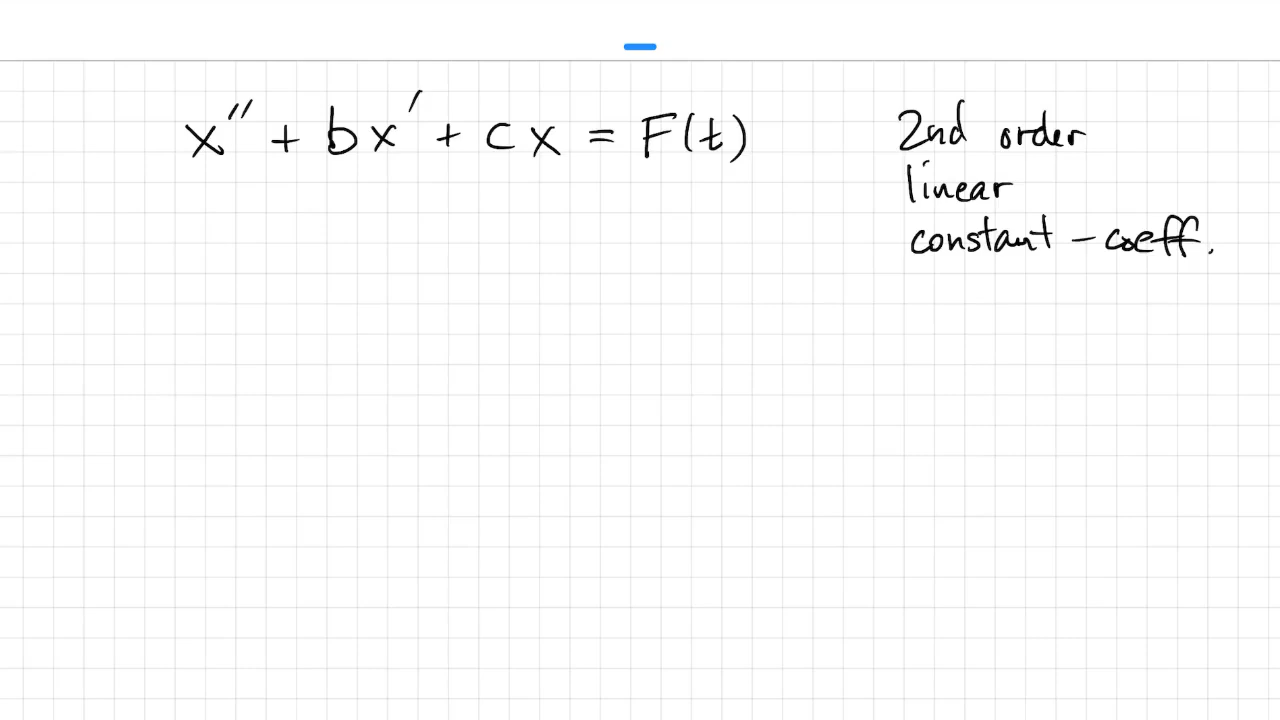 x'' + bx' + cx = F(t)
2nd order
linear
constant - coeff.